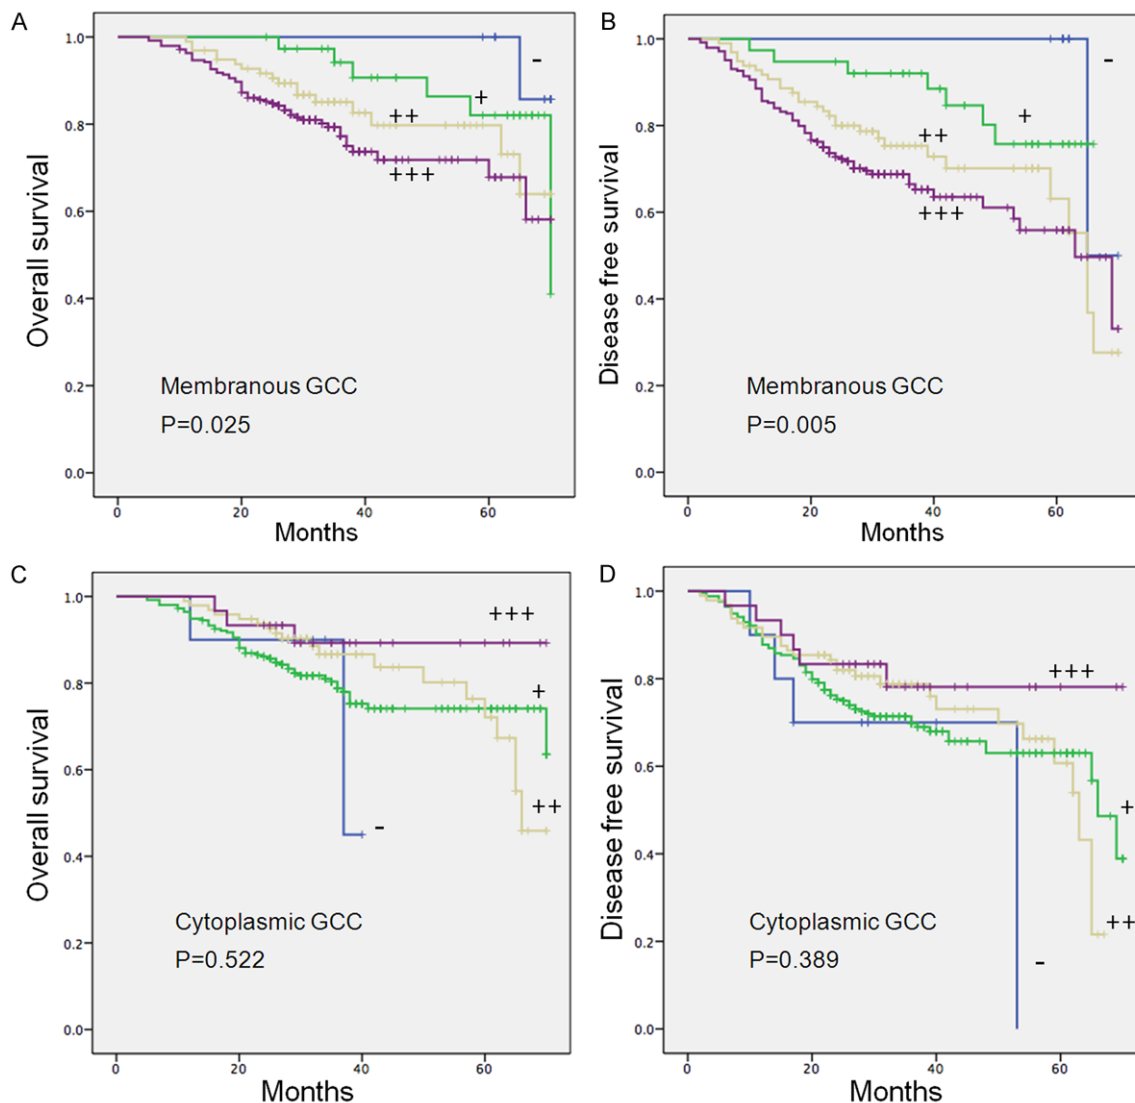 A
1.0
0.8
0.6
0.4
0.2
0.0
Overall survival
-
+
++
+++
Membranous GCC
P=0.025
0 20 40 60
Months
B
1.0
0.8
0.6
0.4
0.2
0.0
Disease free survival
-
+
++
+++
Membranous GCC
P=0.005
0 20 40 60
Months
C
1.0
0.8
0.6
0.4
0.2
0.0
Overall survival
+++
+
++
-
Cytoplasmic GCC
P=0.522
0 20 40 60
Months
D
1.0
0.8
0.6
0.4
0.2
0.0
Disease free survival
+++
+
++
-
Cytoplasmic GCC
P=0.389
0 20 40 60
Months